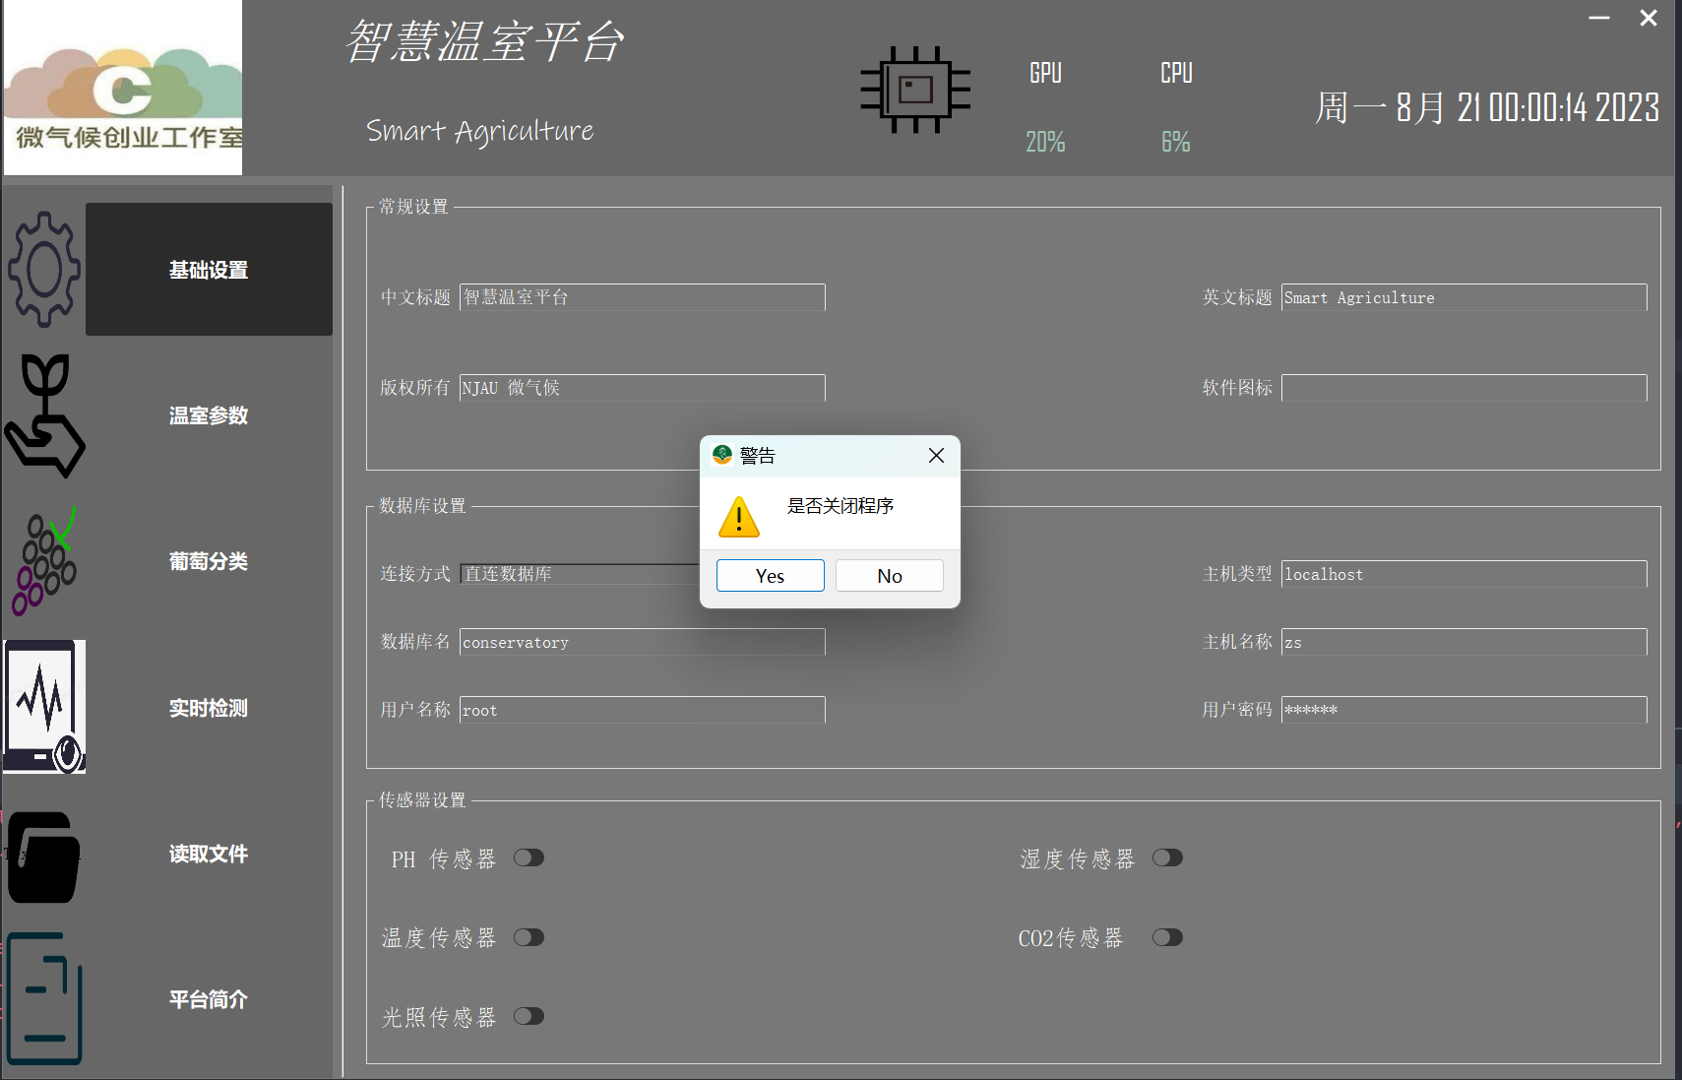 微气候创业工作室
智慧温室平台
Smart Agriculture
GPU
CPU
20%
6%
周一 8月 21 00:00:14 2023
基础设置
温室参数
葡萄分类
实时检测
读取文件
平台简介
常规设置
中文标题 智慧温室平台
英文标题 Smart Agriculture
版权所有 NJAU 微气候
软件图标
数据库设置
连接方式 直连数据库
主机类型 localhost
数据库名 conservatory
主机名称 zs
用户名称 root
用户密码 ******
传感器设置
PH 传感器
湿度传感器
温度传感器
CO2传感器
光照传感器
警告
是否关闭程序
Yes
No